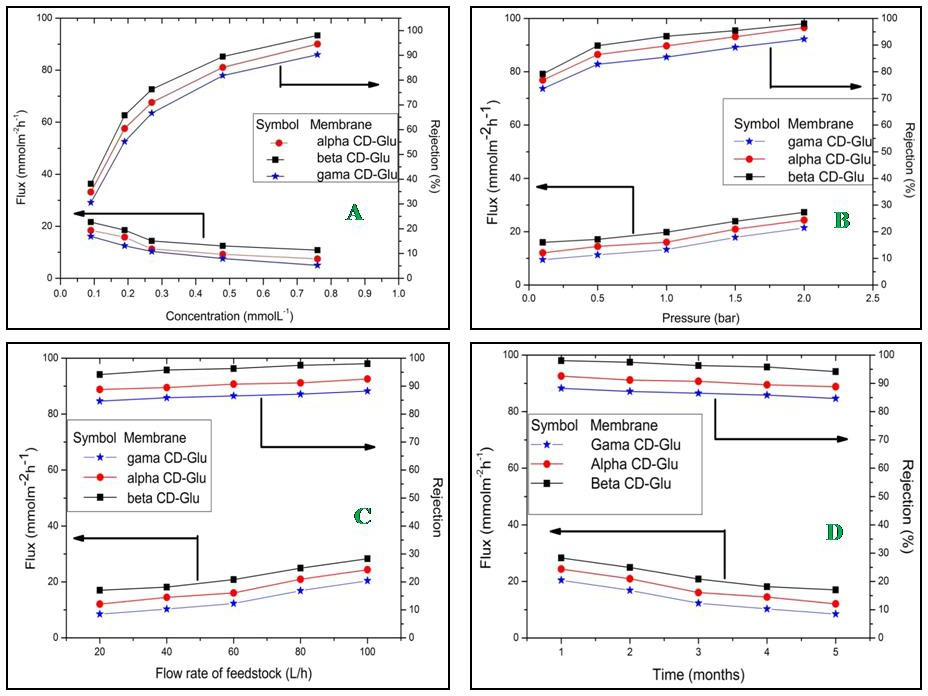 100
80
60
40
20
0
Flux (mmolm⁻²h⁻¹)
100
90
80
70
60
50
40
30
20
10
0
Rejection (%)
Symbol Membrane
alpha CD-Glu
beta CD-Glu
gama CD-Glu
A
0.0 0.1 0.2 0.3 0.4 0.5 0.6 0.7 0.8 0.9 1.0
Concentration (mmolL⁻¹)
100
80
60
40
20
0
Flux (mmolm⁻²h⁻¹)
100
90
80
70
60
50
40
30
20
10
0
Rejection (%)
Symbol Membrane
gama CD-Glu
alpha CD-Glu
beta CD-Glu
B
0.0 0.5 1.0 1.5 2.0 2.5
Pressure (bar)
100
80
60
40
20
0
Flux (mmolm⁻²h⁻¹)
100
90
80
70
60
50
40
30
20
10
0
Rejection
Symbol Membrane
gama CD-Glu
alpha CD-Glu
beta CD-Glu
C
20 40 60 80 100
Flow rate of feedstock (L/h)
100
80
60
40
20
0
Flux (mmolm⁻²h⁻¹)
100
90
80
70
60
50
40
30
20
10
0
Rejection (%)
Symbol Membrane
Gama CD-Glu
Alpha CD-Glu
Beta CD-Glu
D
1 2 3 4 5
Time (months)